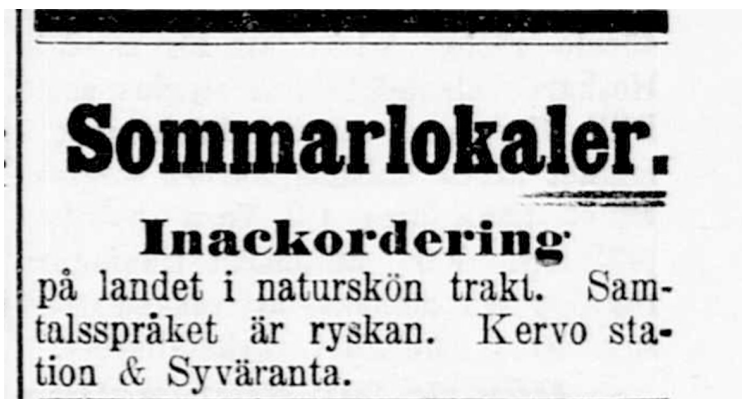 Sommarlokaler.
Inackordering
på landet i naturskön trakt. Sam-
talsspråket är ryskan. Kervo sta-
tion & Syväranta.